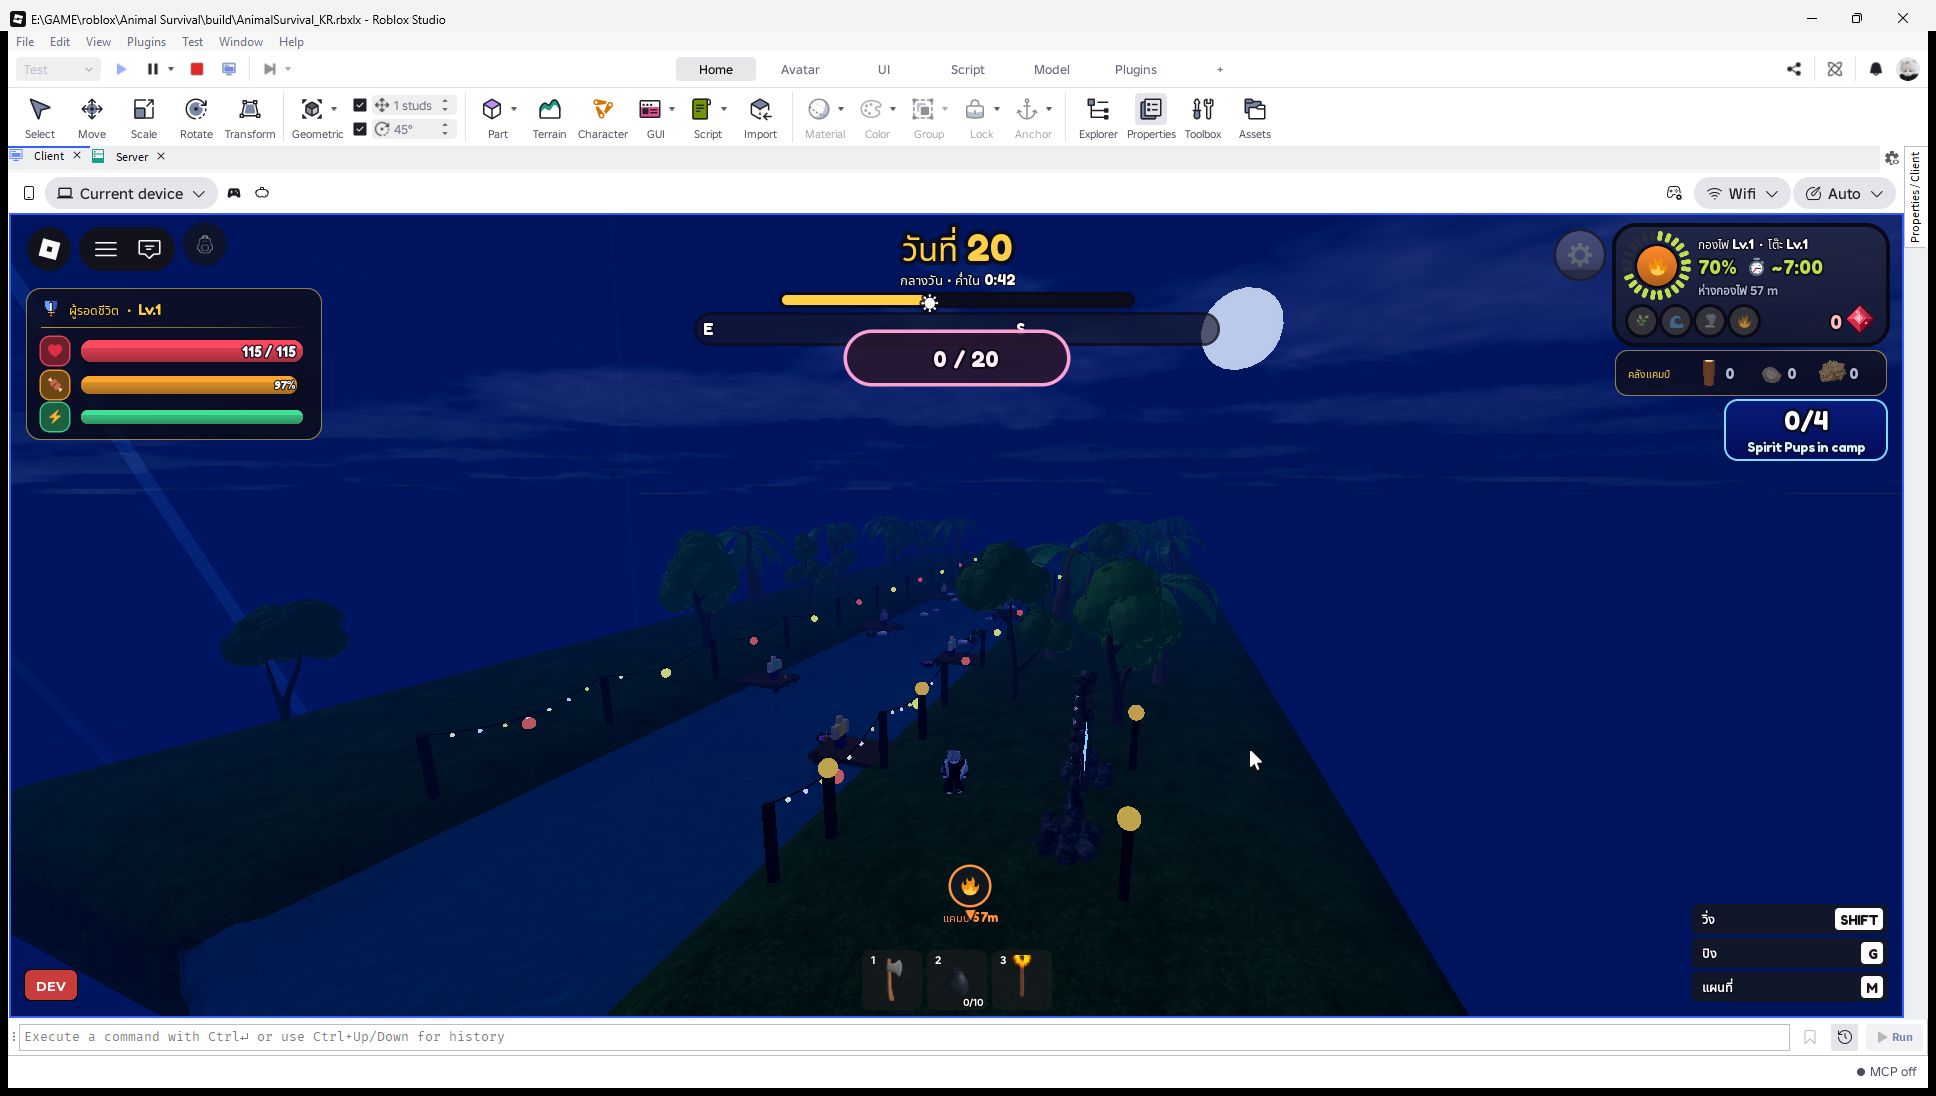 E:\GAME\roblox\Animal Survival\build\AnimalSurvival_KR.rbxlx - Roblox Studio
File Edit View Plugins Test Window Help
Test
Home Avatar UI Script Model Plugins +
Select Move Scale Rotate Transform Geometric 1 studs 45° Part Terrain Character GUI Script Import Material Color Group Lock Anchor Explorer Properties Toolbox Assets
Client Server
Properties / Client
Current device Wifi Auto
วันที่ 20
กลางวัน • ค่ำใน 0:42
E S
0 / 20
ผู้รอดชีวิต • Lv.1
115 / 115
97%
กองไฟ Lv.1 • โต๊ะ Lv.1
70% ~7:00
ห่างกองไฟ 57 m
0
คลังแคมป์ 0 0 0
0/4
Spirit Pups in camp
แคมป์ 57m
1 2 3
0/10
วิ่ง SHIFT
ปิง G
แผนที่ M
DEV
Execute a command with Ctrl↵ or use Ctrl+Up/Down for history
Run
MCP off